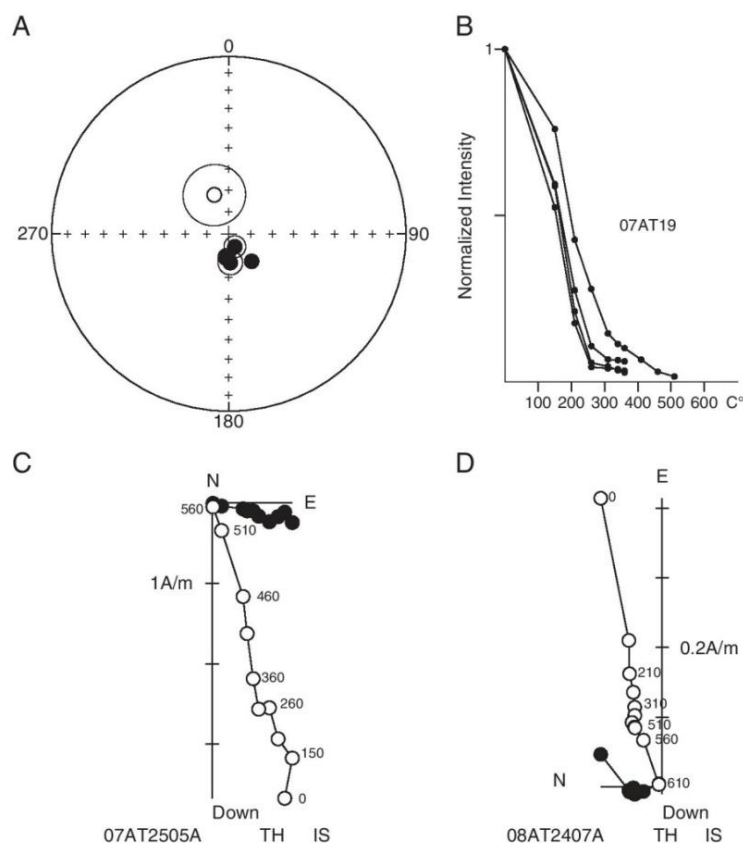 A
0
270
90
180
B
1
Normalized Intensity
07AT19
100 200 300 400 500 600 C°
C
N
E
560
510
1A/m
460
360
260
150
0
Down
07AT2505A TH IS
D
E
0
0.2A/m
210
310
510
560
N
610
Down
08AT2407A TH IS